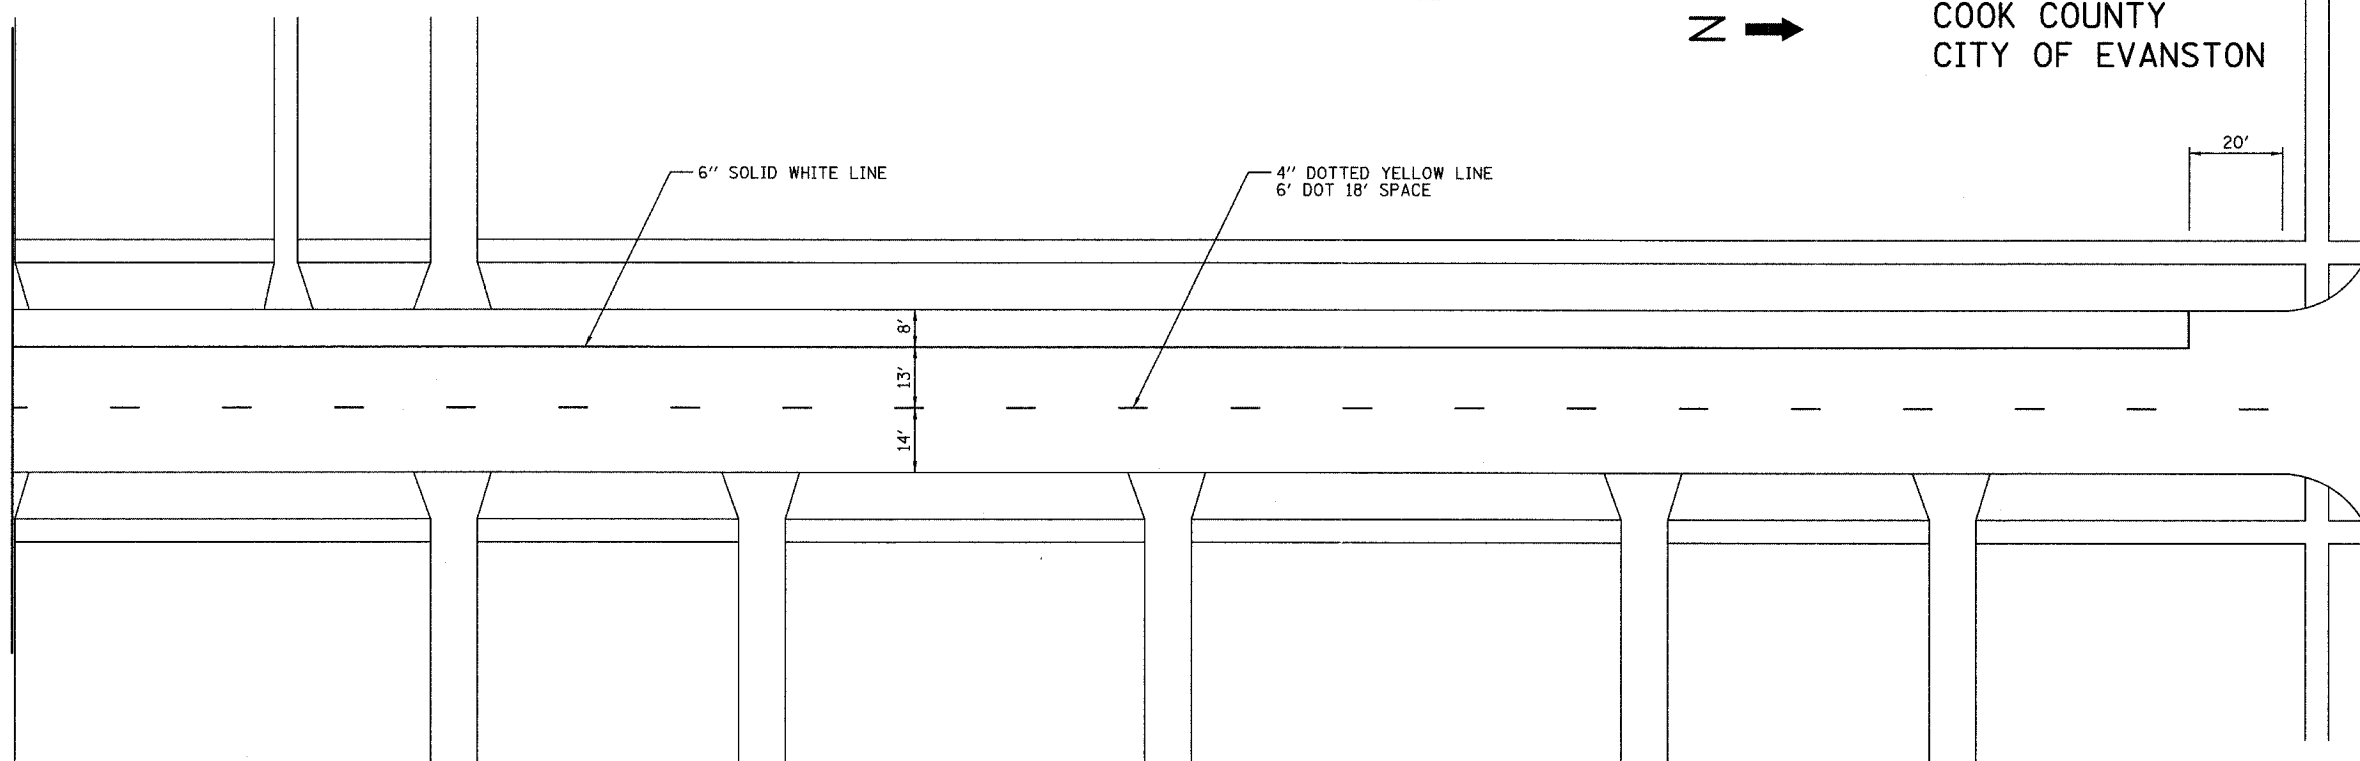 N
COOK COUNTY
CITY OF EVANSTON
20'
6" SOLID WHITE LINE
4" DOTTED YELLOW LINE
6' DOT 18' SPACE
8'
13'
14'